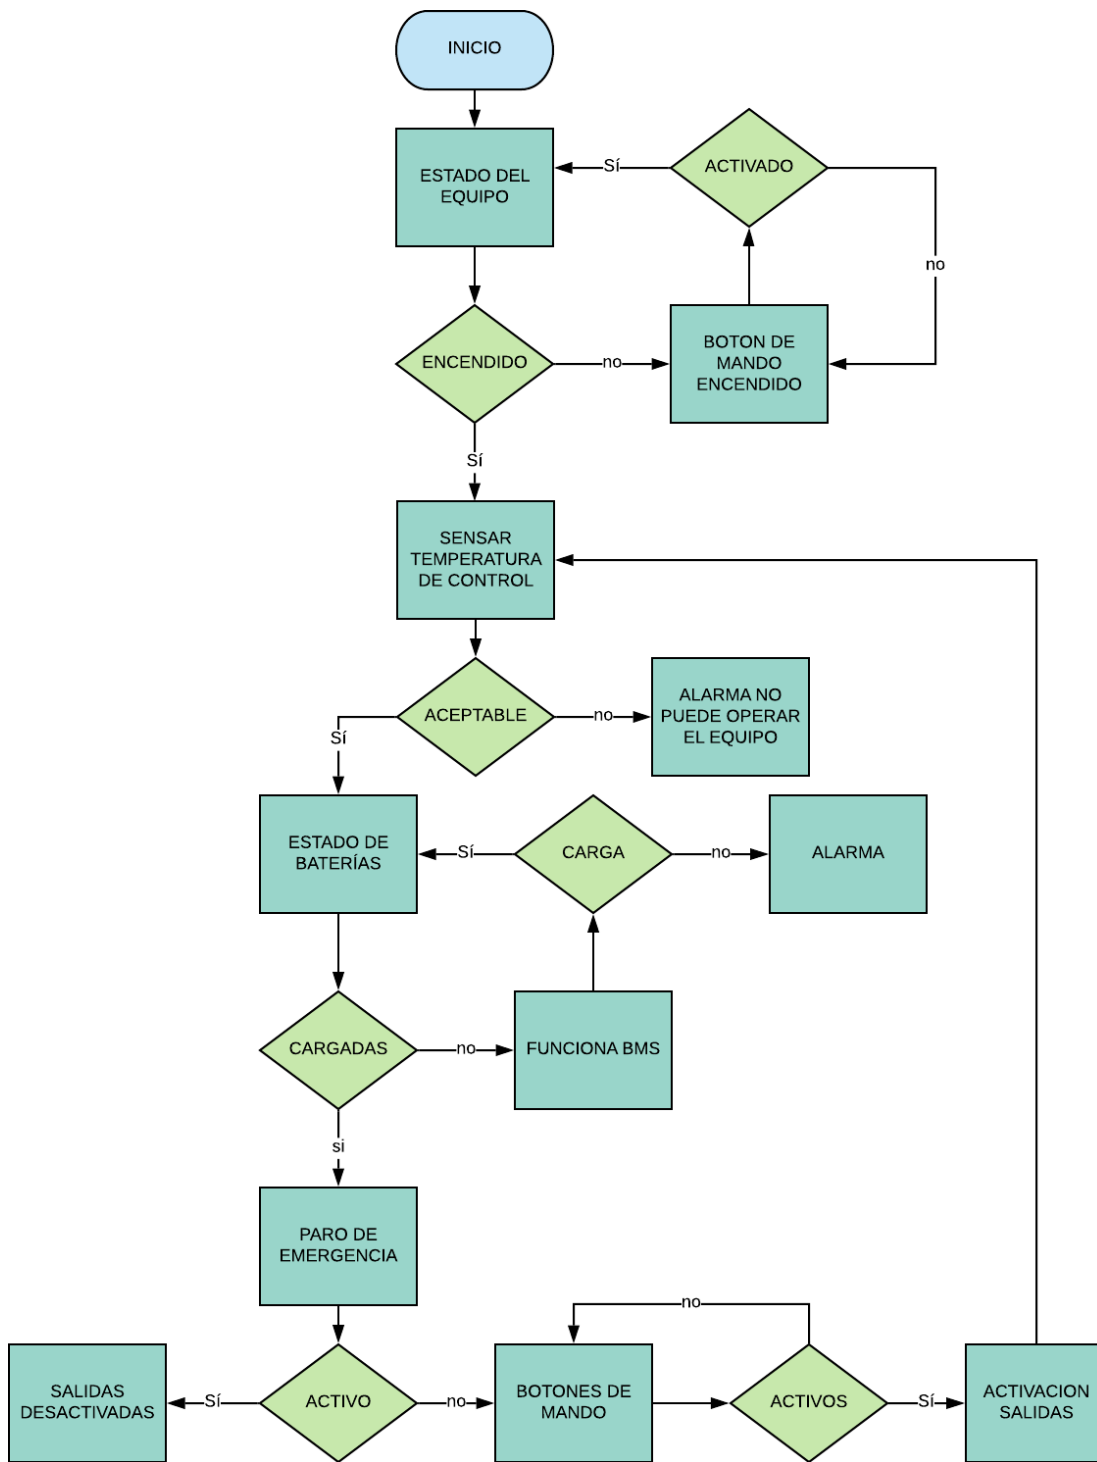 INICIO
ESTADO DEL
EQUIPO
Sí
ACTIVADO
no
ENCENDIDO
no
BOTON DE
MANDO
ENCENDIDO
Sí
SENSAR
TEMPERATURA
DE CONTROL
ACEPTABLE
no
ALARMA NO
PUEDE OPERAR
EL EQUIPO
Sí
ESTADO DE
BATERÍAS
Sí
CARGA
no
ALARMA
CARGADAS
no
FUNCIONA BMS
si
PARO DE
EMERGENCIA
no
SALIDAS
DESACTIVADAS
Sí
ACTIVO
no
BOTONES DE
MANDO
ACTIVOS
Sí
ACTIVACION
SALIDAS